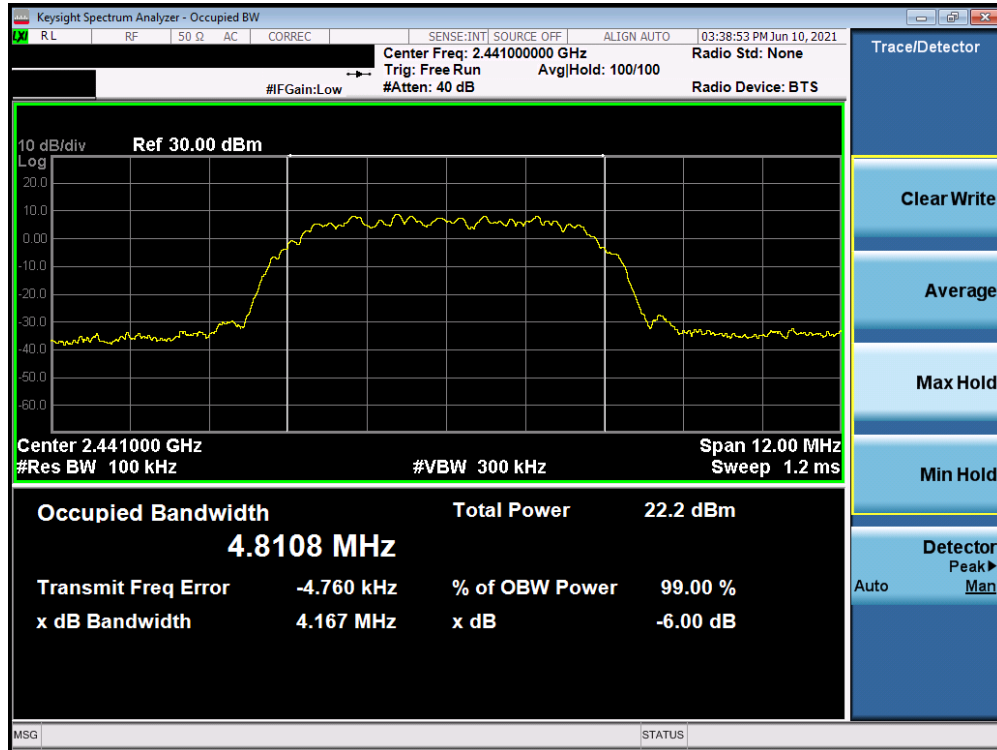 Keysight Spectrum Analyzer - Occupied BW
LXI RL RF 50 Ω AC CORREC SENSE:INT SOURCE OFF ALIGN AUTO 03:38:53 PM Jun 10, 2021
Center Freq: 2.441000000 GHz Radio Std: None
Trig: Free Run Avg|Hold: 100/100
#IFGain:Low #Atten: 40 dB Radio Device: BTS
10 dB/div Ref 30.00 dBm
Log
20.0
10.0
0.00
-10.0
-20.0
-30.0
-40.0
-50.0
-60.0
Center 2.441000 GHz Span 12.00 MHz
#Res BW 100 kHz #VBW 300 kHz Sweep 1.2 ms
Occupied Bandwidth Total Power 22.2 dBm
4.8108 MHz
Transmit Freq Error -4.760 kHz % of OBW Power 99.00 %
x dB Bandwidth 4.167 MHz x dB -6.00 dB
MSG STATUS
Trace/Detector
Clear Write
Average
Max Hold
Min Hold
Detector
Peak▶
Auto Man